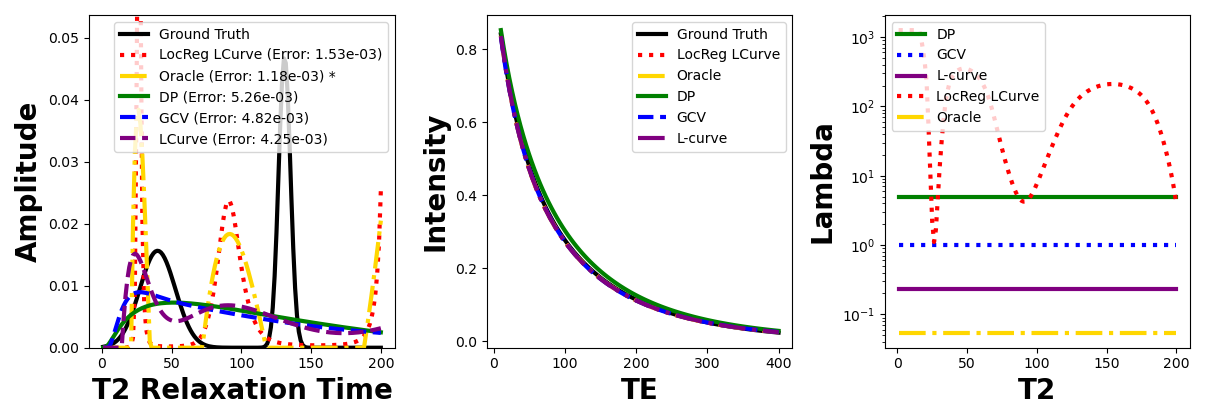 Amplitude
0.05
0.04
0.03
0.02
0.01
0.00
Ground Truth
LocReg LCurve (Error: 1.53e-03)
Oracle (Error: 1.18e-03) *
DP (Error: 5.26e-03)
GCV (Error: 4.82e-03)
LCurve (Error: 4.25e-03)
0 50 100 150 200
T2 Relaxation Time
Intensity
0.8
0.6
0.4
0.2
0.0
Ground Truth
LocReg LCurve
Oracle
DP
GCV
L-curve
0 100 200 300 400
TE
Lambda
10³
10²
10¹
10⁰
10⁻¹
DP
GCV
L-curve
LocReg LCurve
Oracle
0 50 100 150 200
T2